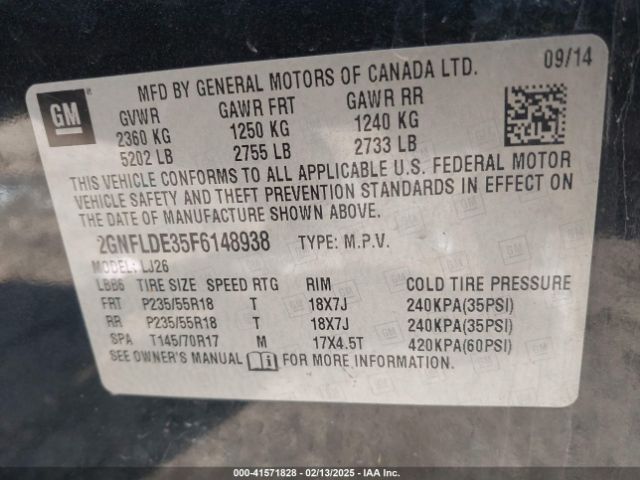 MFD BY GENERAL MOTORS OF CANADA LTD. 09/14
GM
GVWR GAWR FRT GAWR RR
2360 KG 1250 KG 1240 KG
5202 LB 2755 LB 2733 LB
THIS VEHICLE CONFORMS TO ALL APPLICABLE U.S. FEDERAL MOTOR
VEHICLE SAFETY AND THEFT PREVENTION STANDARDS IN EFFECT ON
THE DATE OF MANUFACTURE SHOWN ABOVE.
2GNFLDE35F6148938 TYPE: M.P.V.
MODEL: LJ26
LBB6 TIRE SIZE SPEED RTG RIM COLD TIRE PRESSURE
FRT P235/55R18 T 18X7J 240KPA(35PSI)
RR P235/55R18 T 18X7J 240KPA(35PSI)
SPA T145/70R17 M 17X4.5T 420KPA(60PSI)
SEE OWNER'S MANUAL FOR MORE INFORMATION.
000-41571828 - 02/13/2025 - IAA Inc.